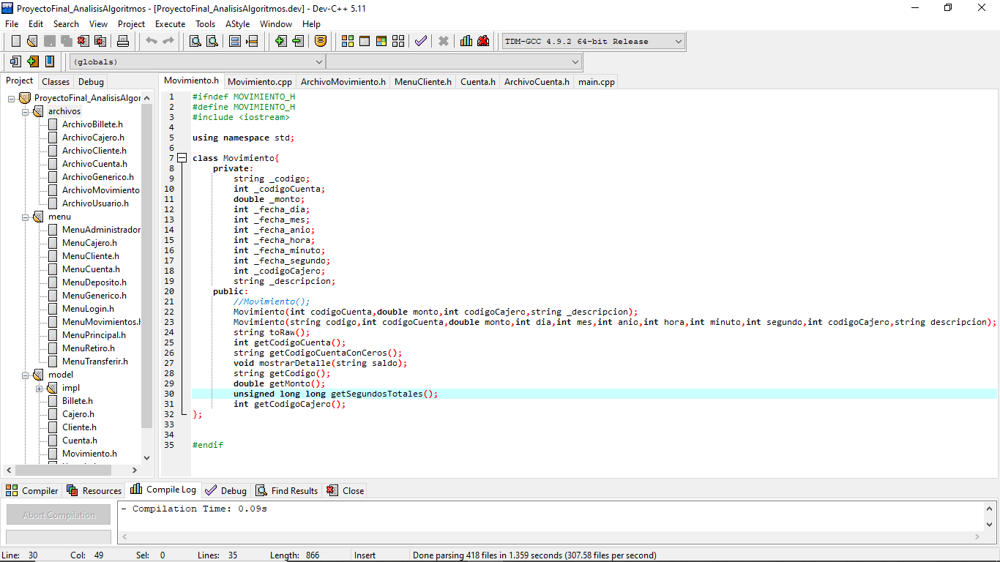 ProyectoFinal_AnalisisAlgoritmos - [ProyectoFinal_AnalisisAlgoritmos.dev] - Dev-C++ 5.11
File Edit Search View Project Execute Tools AStyle Window Help
TDM-GCC 4.9.2 64-bit Release
(globals)
Project Classes Debug
Movimiento.h Movimiento.cpp ArchivoMovimiento.h MenuCliente.h Cuenta.h ArchivoCuenta.h main.cpp
ProyectoFinal_AnalisisAlgor
archivos
ArchivoBillete.h
ArchivoCajero.h
ArchivoCliente.h
ArchivoCuenta.h
ArchivoGenerico.h
ArchivoMovimiento
ArchivoUsuario.h
menu
MenuAdministrador
MenuCajero.h
MenuCliente.h
MenuCuenta.h
MenuDeposito.h
MenuGenerico.h
MenuLogin.h
MenuMovimientos.h
MenuPrincipal.h
MenuRetiro.h
MenuTransferir.h
model
impl
Billete.h
Cajero.h
Cliente.h
Cuenta.h
Movimiento.h
1 #ifndef MOVIMIENTO_H
2 #define MOVIMIENTO_H
3 #include <iostream>
4
5 using namespace std;
6
7 class Movimiento{
8 private:
9 string _codigo;
10 int _codigoCuenta;
11 double _monto;
12 int _fecha_dia;
13 int _fecha_mes;
14 int _fecha_anio;
15 int _fecha_hora;
16 int _fecha_minuto;
17 int _fecha_segundo;
18 int _codigoCajero;
19 string _descripcion;
20 public:
21 //Movimiento();
22 Movimiento(int codigoCuenta,double monto,int codigoCajero,string _descripcion);
23 Movimiento(string codigo,int codigoCuenta,double monto,int dia,int mes,int anio,int hora,int minuto,int segundo,int codigoCajero,string descripcion);
24 string toRaw();
25 int getCodigoCuenta();
26 string getCodigoCuentaConCeros();
27 void mostrarDetalle(string saldo);
28 string getCodigo();
29 double getMonto();
30 unsigned long long getSegundosTotales();
31 int getCodigoCajero();
32 };
33
34
35 #endif
Compiler Resources Compile Log Debug Find Results Close
Abort Compilation
- Compilation Time: 0.09s
Line: 30 Col: 49 Sel: 0 Lines: 35 Length: 866 Insert Done parsing 418 files in 1.359 seconds (307.58 files per second)